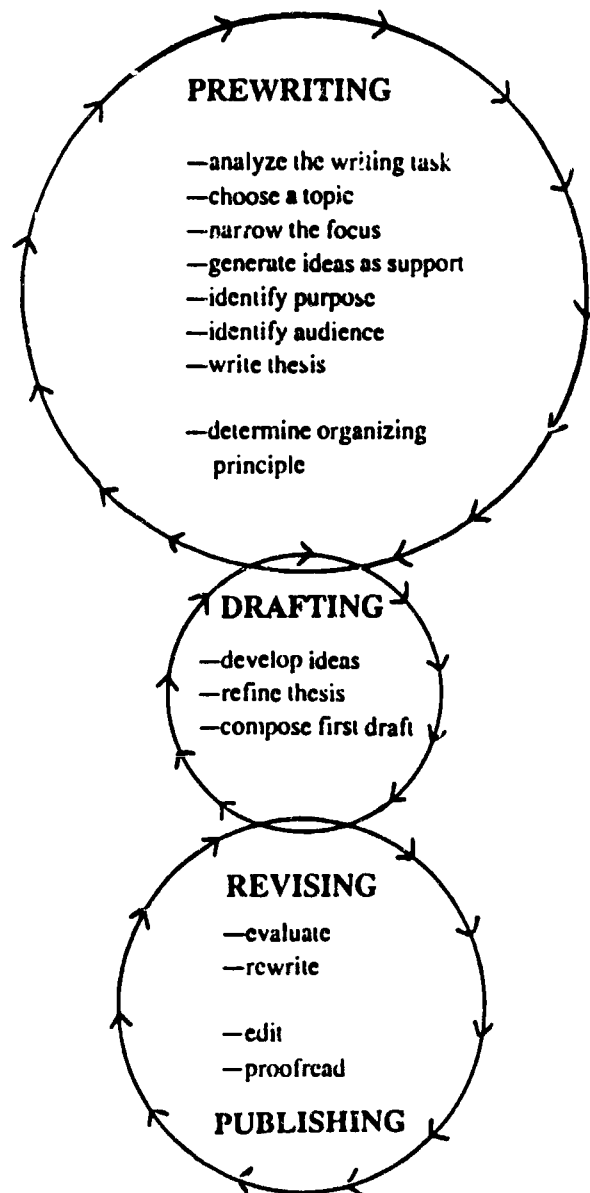 PREWRITING
—analyze the writing task
—choose a topic
—narrow the focus
—generate ideas as support
—identify purpose
—identify audience
—write thesis
—determine organizing
principle
DRAFTING
—develop ideas
—refine thesis
—compose first draft
REVISING
—evaluate
—rewrite
—edit
—proofread
PUBLISHING